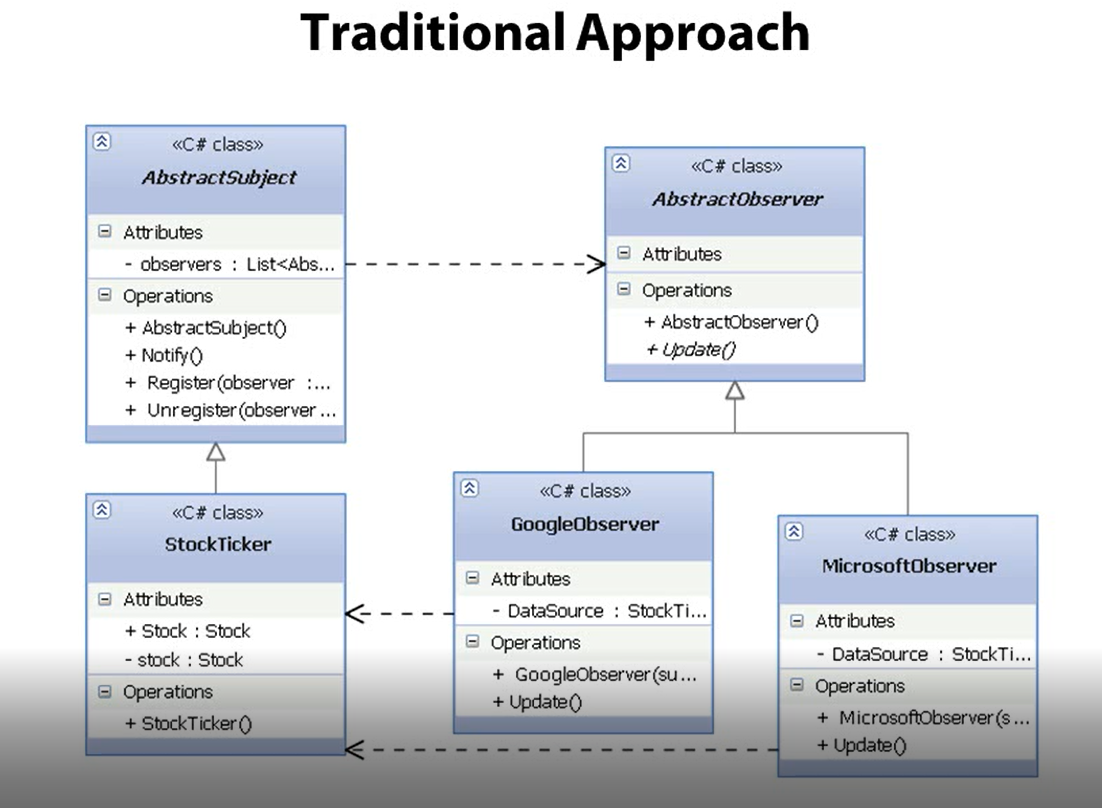 Traditional Approach
«C# class»
AbstractSubject
Attributes
- observers : List<Abs...
Operations
+ AbstractSubject()
+ Notify()
+ Register(observer :...
+ Unregister(observer ...
«C# class»
AbstractObserver
Attributes
Operations
+ AbstractObserver()
+ Update()
«C# class»
StockTicker
Attributes
+ Stock : Stock
- stock : Stock
Operations
+ StockTicker()
«C# class»
GoogleObserver
Attributes
- DataSource : StockTi...
Operations
+ GoogleObserver(su...
+ Update()
«C# class»
MicrosoftObserver
Attributes
- DataSource : StockTi...
Operations
+ MicrosoftObserver(s...
+ Update()